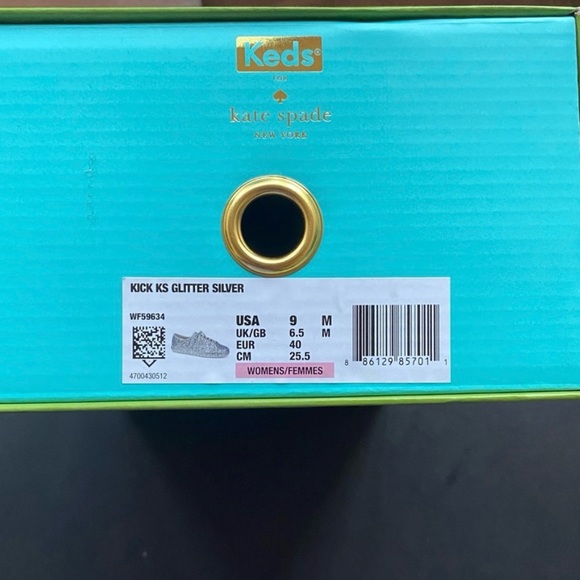 Keds®
FOR
kate spade
NEW YORK
KICK KS GLITTER SILVER
WF59634
USA 9 M
UK/GB 6.5 M
EUR 40
CM 25.5
WOMENS/FEMMES
4700430512
8 86129 85701 1